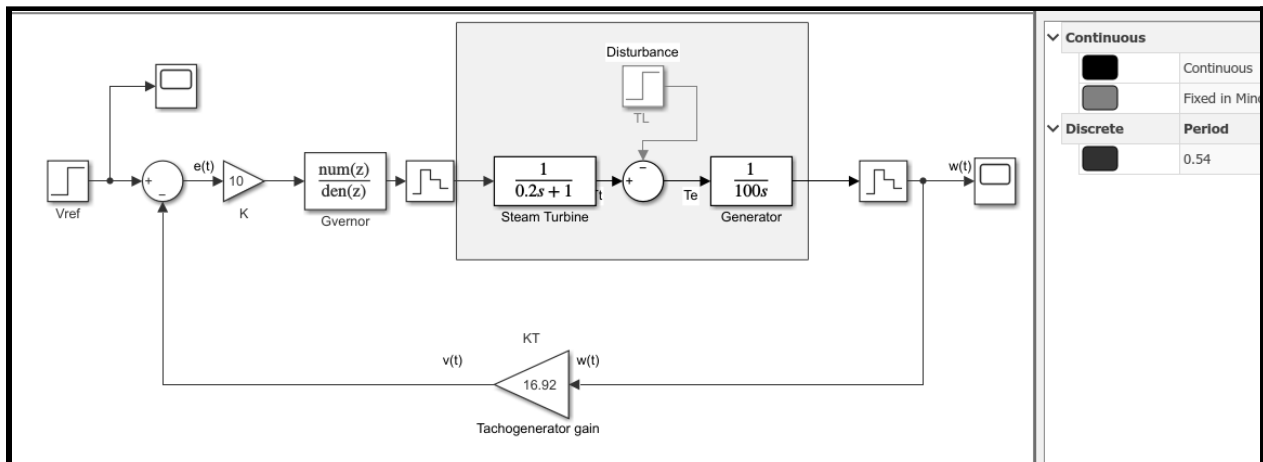 Disturbance
TL
Continuous
Continuous
Fixed in Min
Discrete Period
0.54
Vref
+
−
e(t)
10
K
num(z)
den(z)
Gvernor
1
0.2s + 1
Steam Turbine
t
+
−
Te
1
100s
Generator
w(t)
KT
v(t)
w(t)
16.92
Tachogenerator gain